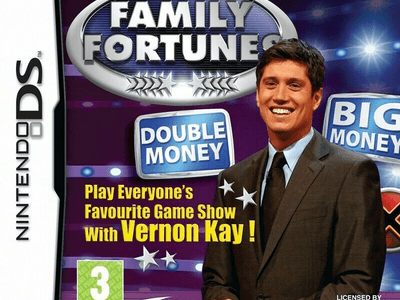 NINTENDO DS
FAMILY
FORTUNES
DOUBLE
MONEY
BIG
MONEY
Play Everyone's
Favourite Game Show
With Vernon Kay !
3
LICENSED BY